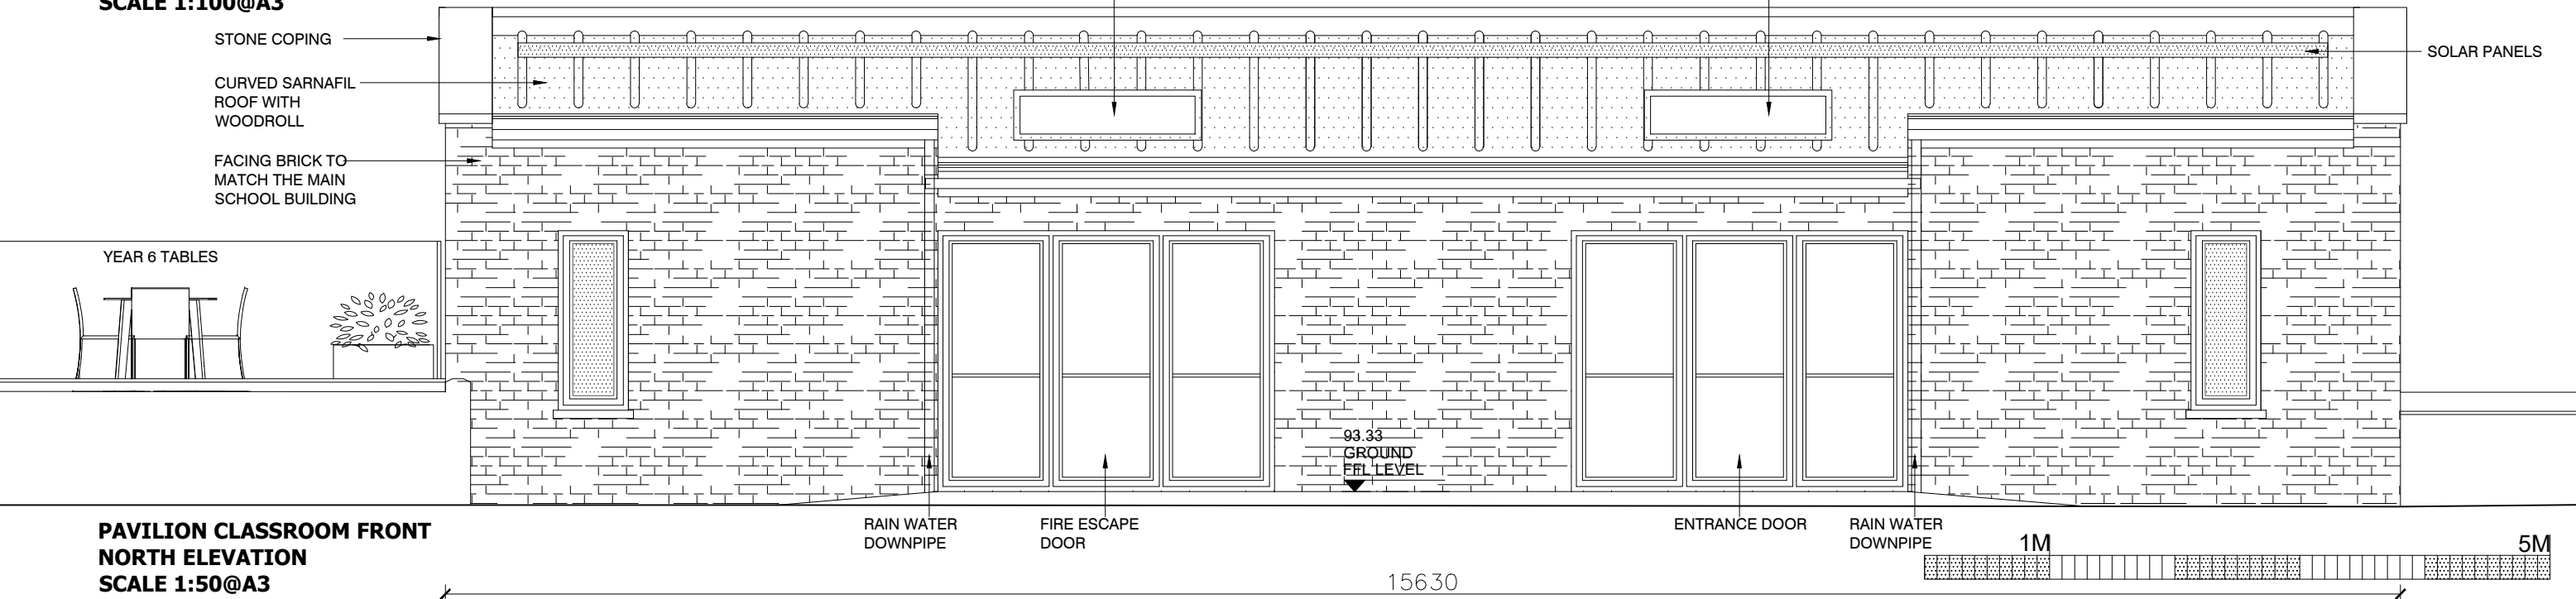 SCALE 1:100@A3
STONE COPING
SOLAR PANELS
CURVED SARNAFIL
ROOF WITH
WOODROLL
FACING BRICK TO
MATCH THE MAIN
SCHOOL BUILDING
YEAR 6 TABLES
93.33
GROUND
FFL LEVEL
RAIN WATER
DOWNPIPE
FIRE ESCAPE
DOOR
ENTRANCE DOOR
RAIN WATER
DOWNPIPE
PAVILION CLASSROOM FRONT
NORTH ELEVATION
SCALE 1:50@A3
1M
5M
15630